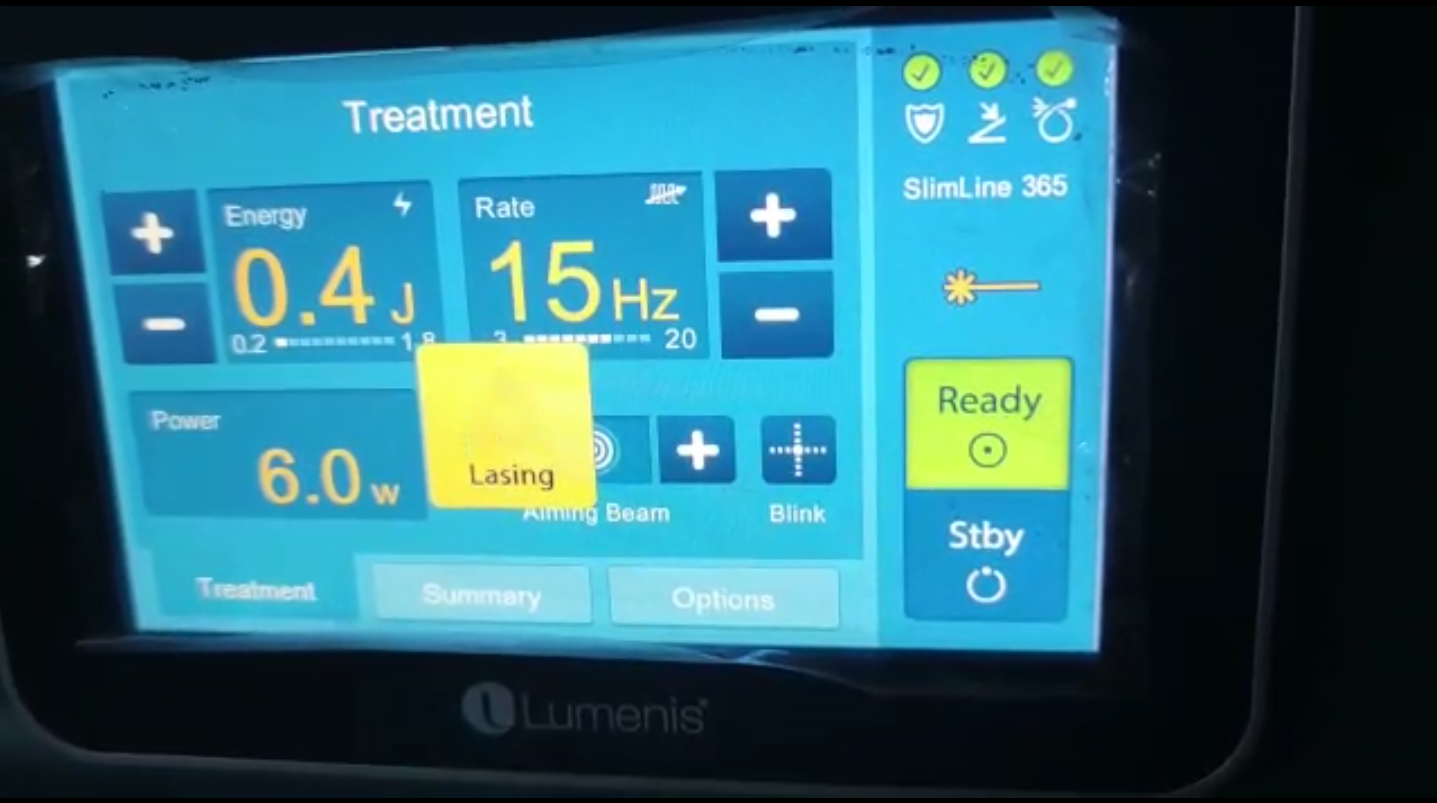 Treatment
SlimLine 365
Energy
0.4 J
0.2 1.8
Rate
15 Hz
3 20
Power
6.0 w
Lasing
Aiming Beam
Blink
Ready
Stby
Treatment
Summary
Options
Lumenis